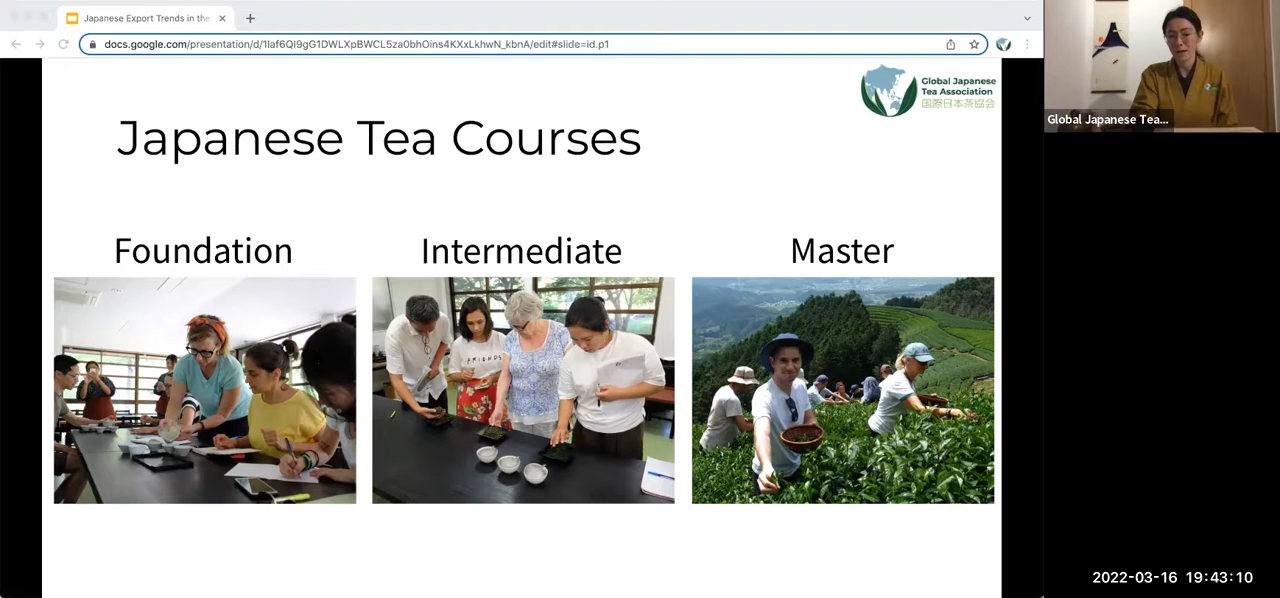 Japanese Export Trends in the
docs.google.com/presentation/d/1Iaf6QI9gG1DWLXpBWCL5za0bhOins4KXxLkhwN_kbnA/edit#slide=id.p1
Global Japanese
Tea Association
国際日本茶協会
Japanese Tea Courses
Foundation
Intermediate
Master
FRIENDS
Global Japanese Tea...
2022-03-16 19:43:10